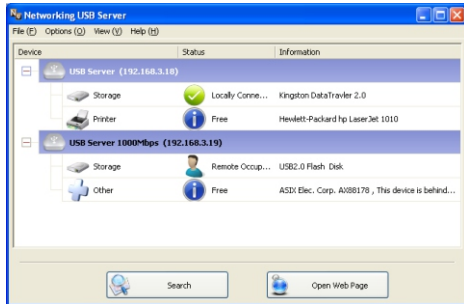 Networking USB Server
File (F) Options (O) View (V) Help (H)
Device Status Information
USB Server (192.168.3.18)
Storage Locally Conne... Kingston DataTravler 2.0
Printer Free Hewlett-Packard hp LaserJet 1010
USB Server 1000Mbps (192.168.3.19)
Storage Remote Occup... USB2.0 Flash Disk
Other Free ASIX Elec. Corp. AX88178 , This device is behind...
Search Open Web Page